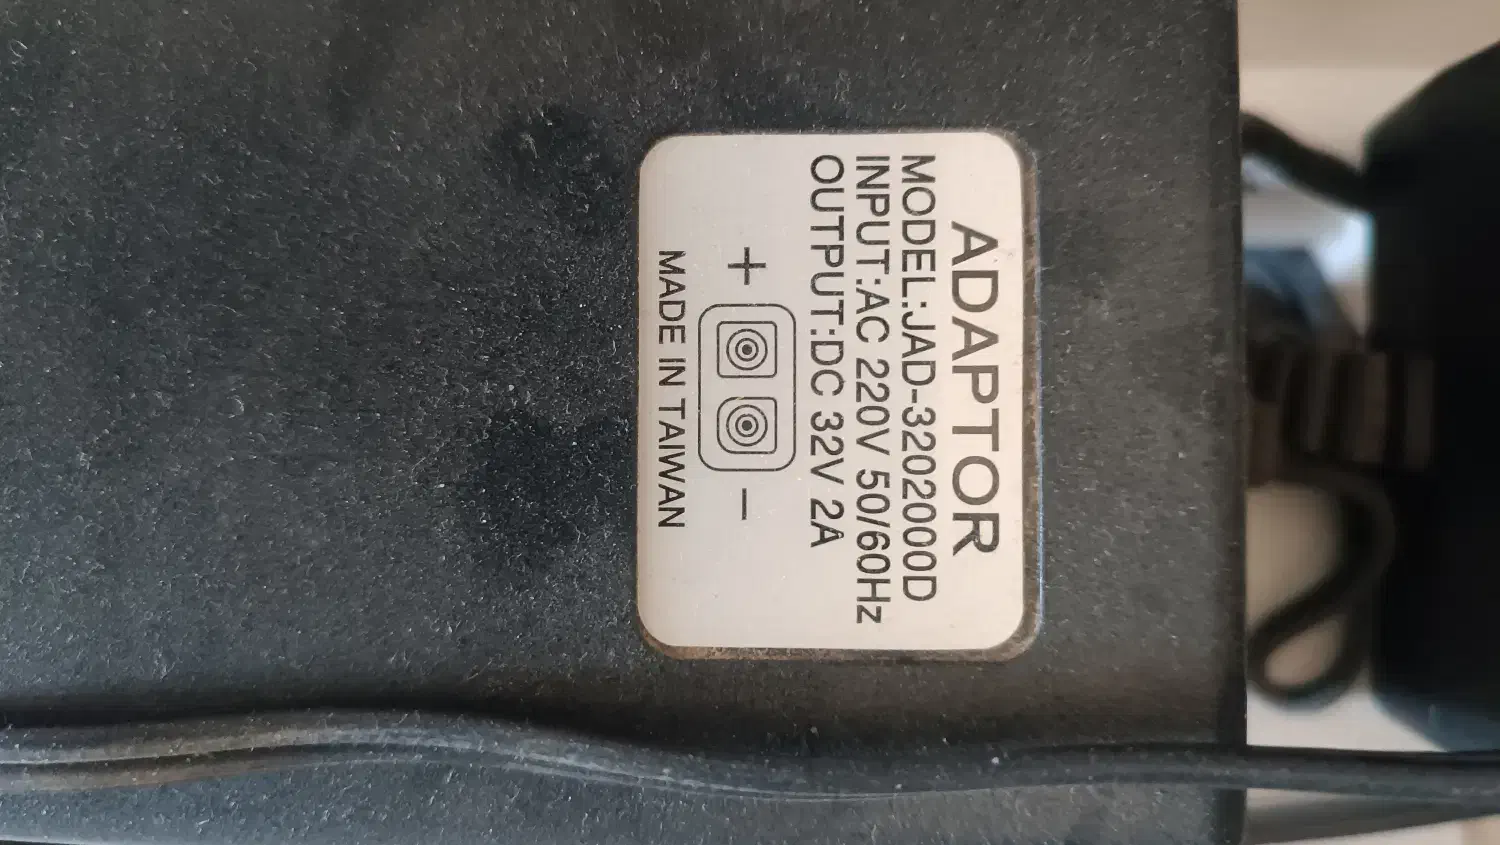 ADAPTOR
MODEL:JAD-3202000D
INPUT:AC 220V 50/60Hz
OUTPUT:DC 32V 2A
+ −
MADE IN TAIWAN